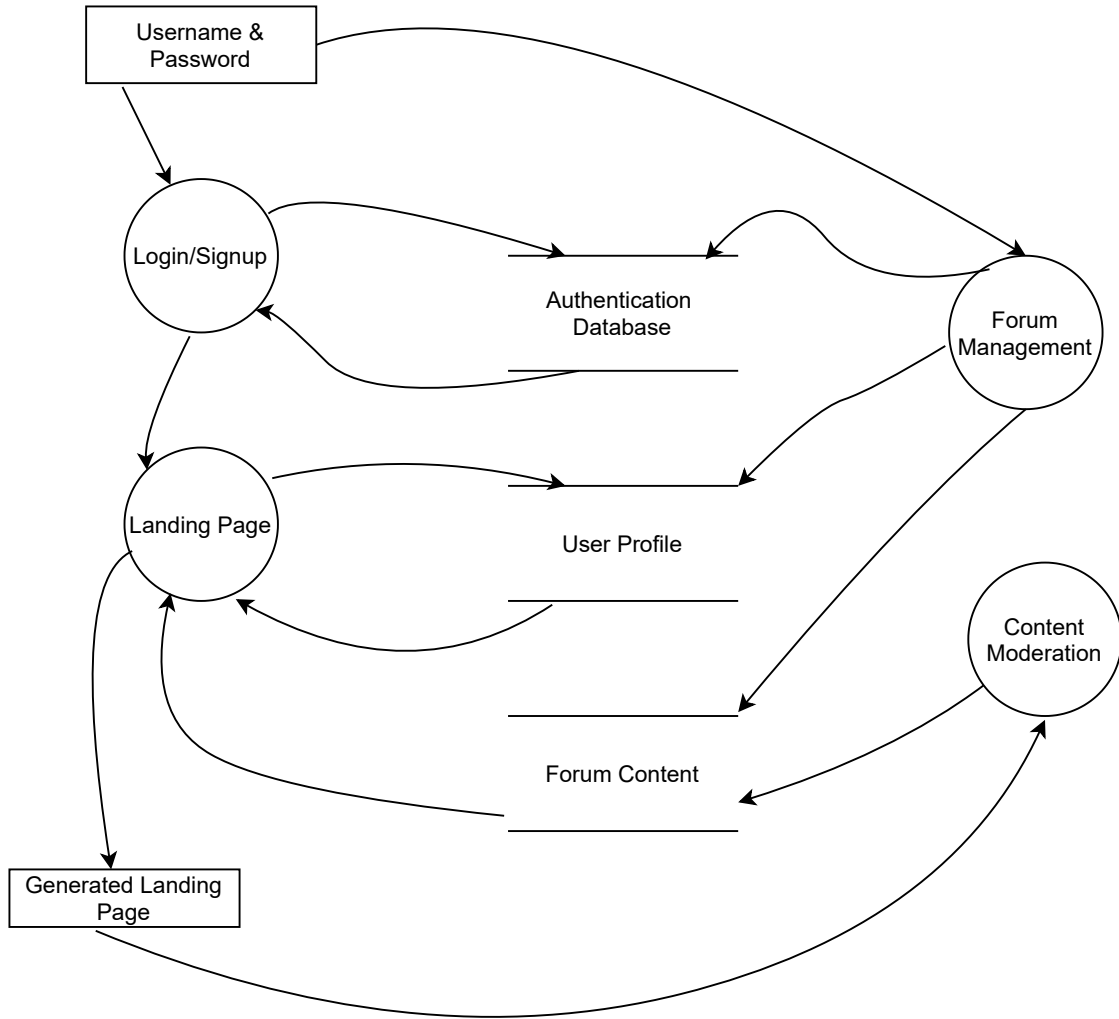 Username &
Password
Login/Signup
Authentication
Database
Forum
Management
Landing Page
User Profile
Content
Moderation
Forum Content
Generated Landing
Page